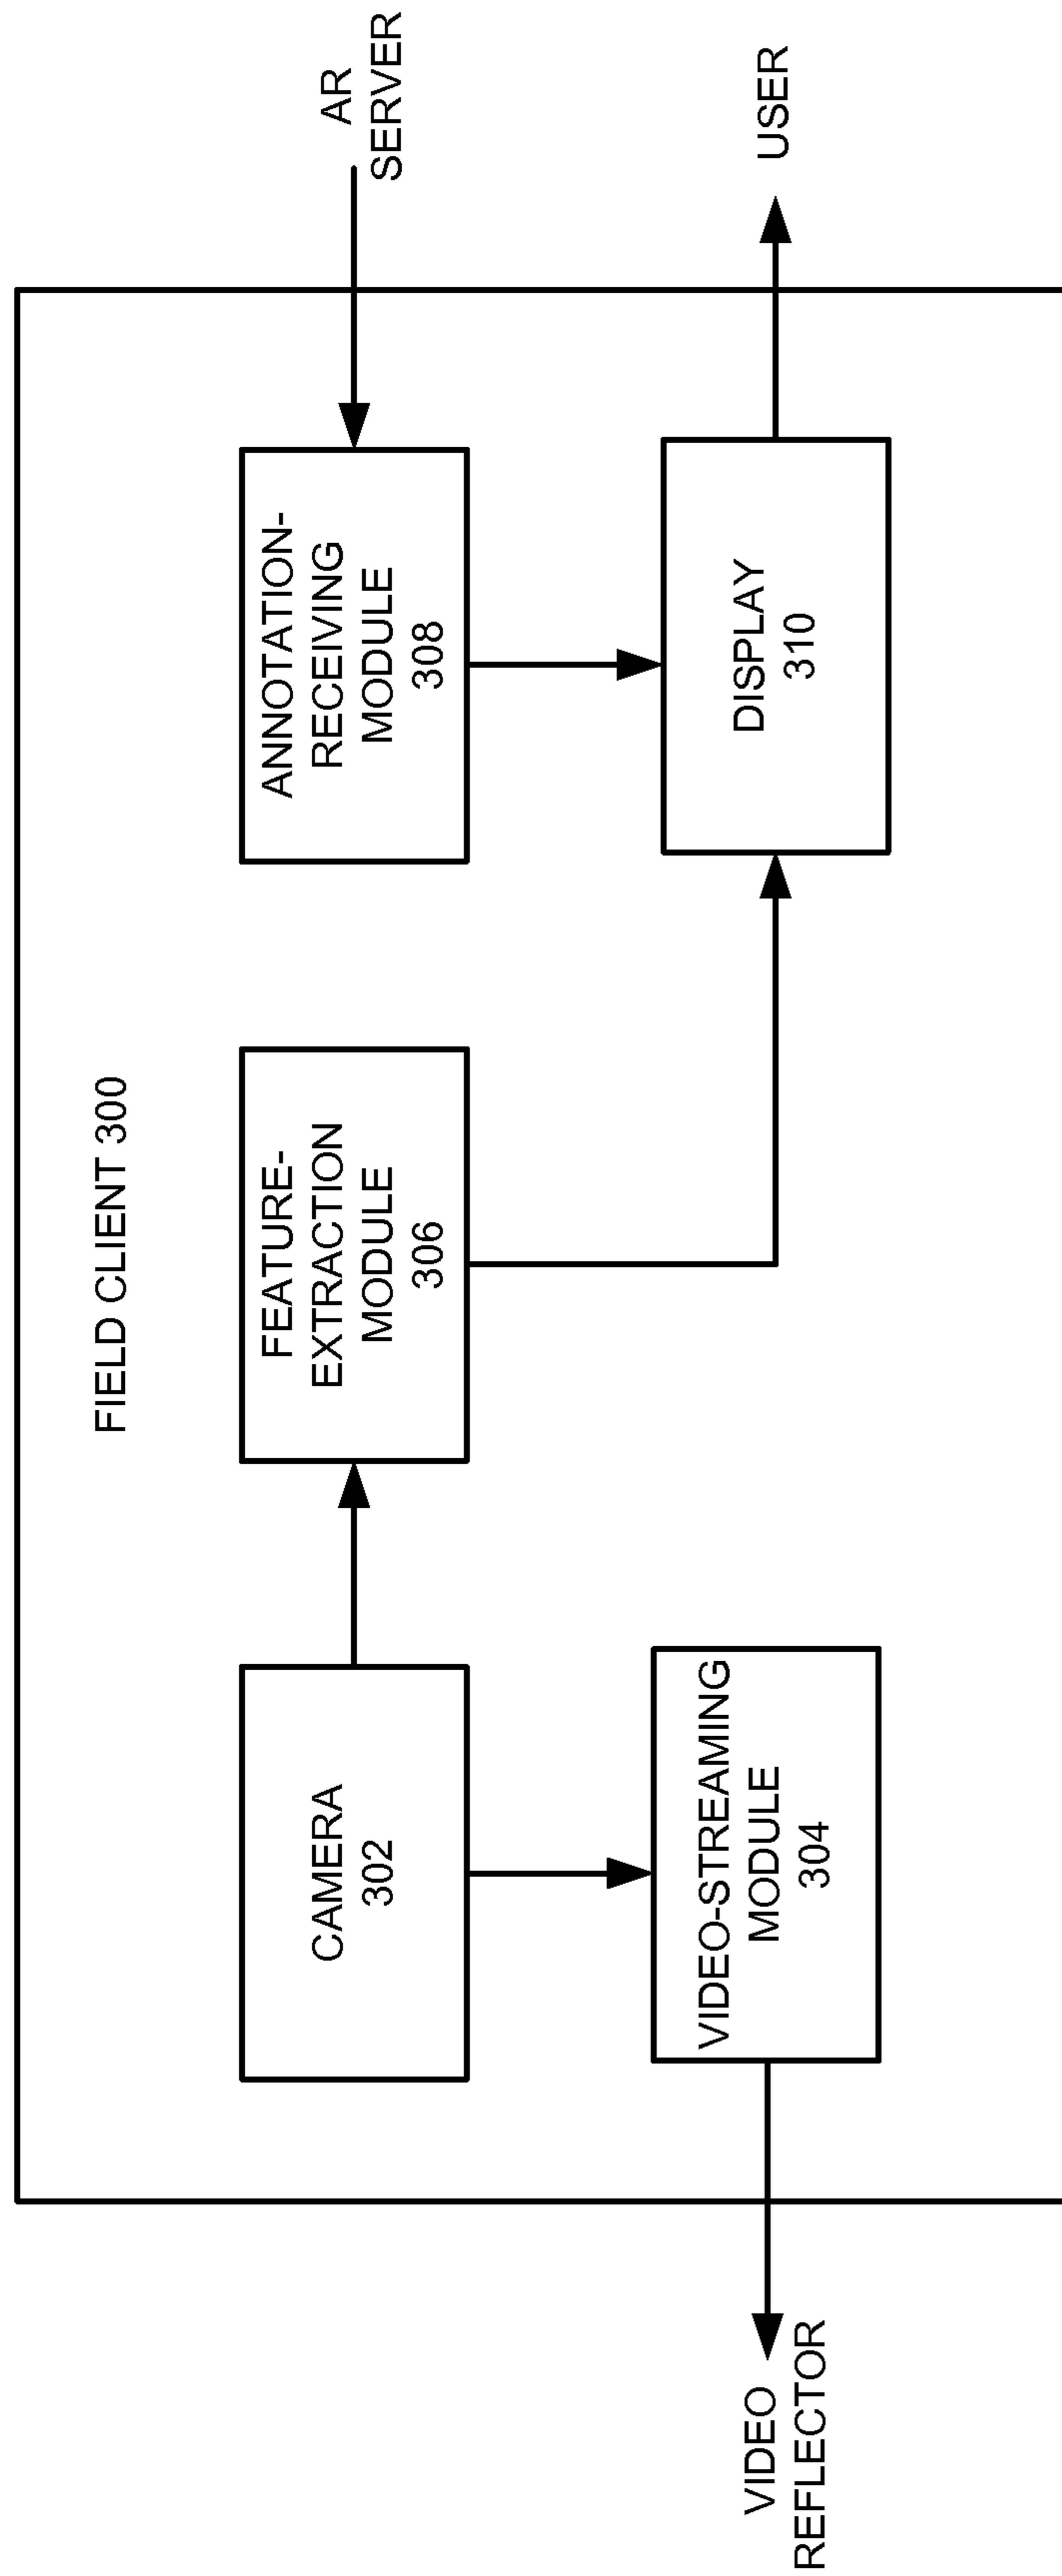 FIELD CLIENT 300
CAMERA
302
FEATURE-
EXTRACTION
MODULE
306
ANNOTATION-
RECEIVING
MODULE
308
AR
SERVER
VIDEO
REFLECTOR
VIDEO-STREAMING
MODULE
304
DISPLAY
310
USER